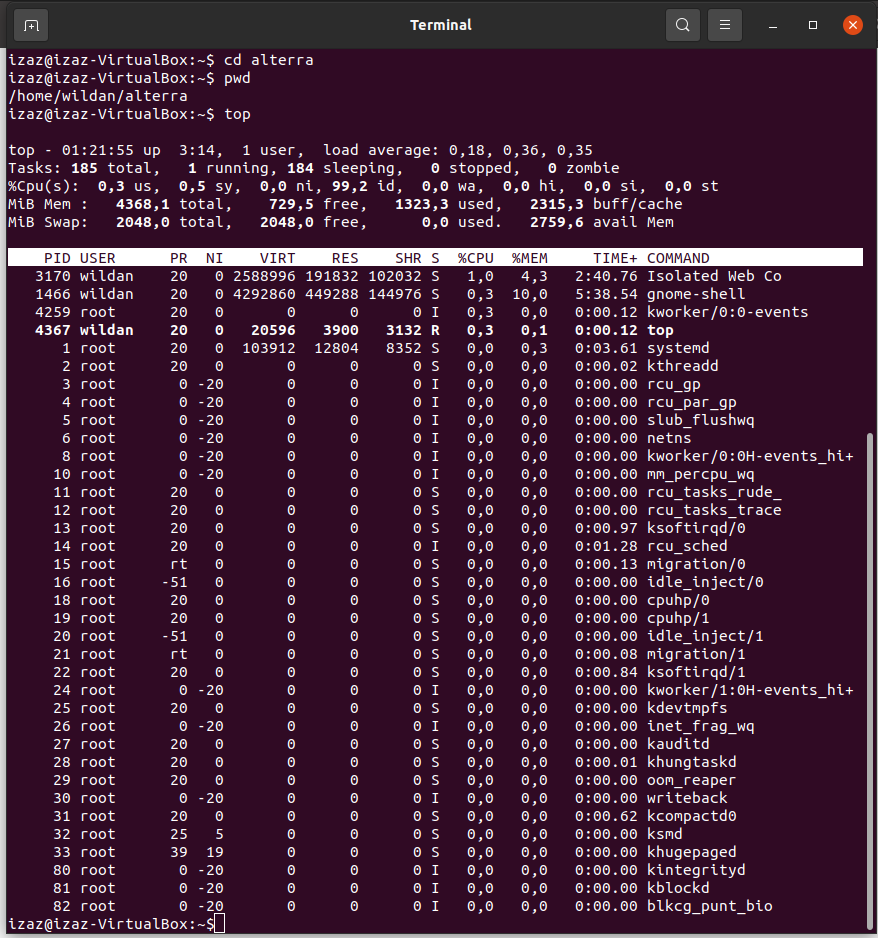 Terminal
izaz@izaz-VirtualBox:~$ cd alterra
izaz@izaz-VirtualBox:~$ pwd
/home/wildan/alterra
izaz@izaz-VirtualBox:~$ top
top - 01:21:55 up  3:14,  1 user,  load average: 0,18, 0,36, 0,35
Tasks: 185 total,   1 running, 184 sleeping,   0 stopped,   0 zombie
%Cpu(s):  0,3 us,  0,5 sy,  0,0 ni, 99,2 id,  0,0 wa,  0,0 hi,  0,0 si,  0,0 st
MiB Mem :   4368,1 total,    729,5 free,   1323,3 used,   2315,3 buff/cache
MiB Swap:   2048,0 total,   2048,0 free,      0,0 used.   2759,6 avail Mem
    PID USER      PR  NI    VIRT    RES    SHR S  %CPU  %MEM     TIME+ COMMAND
   3170 wildan    20   0 2588996 191832 102032 S   1,0   4,3   2:40.76 Isolated Web Co
   1466 wildan    20   0 4292860 449288 144976 S   0,3  10,0   5:38.54 gnome-shell
   4259 root      20   0       0      0      0 I   0,3   0,0   0:00.12 kworker/0:0-events
   4367 wildan    20   0   20596   3900   3132 R   0,3   0,1   0:00.12 top
      1 root      20   0  103912  12804   8352 S   0,0   0,3   0:03.61 systemd
      2 root      20   0       0      0      0 S   0,0   0,0   0:00.02 kthreadd
      3 root       0 -20       0      0      0 I   0,0   0,0   0:00.00 rcu_gp
      4 root       0 -20       0      0      0 I   0,0   0,0   0:00.00 rcu_par_gp
      5 root       0 -20       0      0      0 I   0,0   0,0   0:00.00 slub_flushwq
      6 root       0 -20       0      0      0 I   0,0   0,0   0:00.00 netns
      8 root       0 -20       0      0      0 I   0,0   0,0   0:00.00 kworker/0:0H-events_hi+
     10 root       0 -20       0      0      0 I   0,0   0,0   0:00.00 mm_percpu_wq
     11 root      20   0       0      0      0 S   0,0   0,0   0:00.00 rcu_tasks_rude_
     12 root      20   0       0      0      0 S   0,0   0,0   0:00.00 rcu_tasks_trace
     13 root      20   0       0      0      0 S   0,0   0,0   0:00.97 ksoftirqd/0
     14 root      20   0       0      0      0 I   0,0   0,0   0:01.28 rcu_sched
     15 root      rt   0       0      0      0 S   0,0   0,0   0:00.13 migration/0
     16 root     -51   0       0      0      0 S   0,0   0,0   0:00.00 idle_inject/0
     18 root      20   0       0      0      0 S   0,0   0,0   0:00.00 cpuhp/0
     19 root      20   0       0      0      0 S   0,0   0,0   0:00.00 cpuhp/1
     20 root     -51   0       0      0      0 S   0,0   0,0   0:00.00 idle_inject/1
     21 root      rt   0       0      0      0 S   0,0   0,0   0:00.08 migration/1
     22 root      20   0       0      0      0 S   0,0   0,0   0:00.84 ksoftirqd/1
     24 root       0 -20       0      0      0 I   0,0   0,0   0:00.00 kworker/1:0H-events_hi+
     25 root      20   0       0      0      0 S   0,0   0,0   0:00.00 kdevtmpfs
     26 root       0 -20       0      0      0 I   0,0   0,0   0:00.00 inet_frag_wq
     27 root      20   0       0      0      0 S   0,0   0,0   0:00.00 kauditd
     28 root      20   0       0      0      0 S   0,0   0,0   0:00.01 khungtaskd
     29 root      20   0       0      0      0 S   0,0   0,0   0:00.00 oom_reaper
     30 root       0 -20       0      0      0 I   0,0   0,0   0:00.00 writeback
     31 root      20   0       0      0      0 S   0,0   0,0   0:00.62 kcompactd0
     32 root      25   5       0      0      0 S   0,0   0,0   0:00.00 ksmd
     33 root      39  19       0      0      0 S   0,0   0,0   0:00.00 khugepaged
     80 root       0 -20       0      0      0 I   0,0   0,0   0:00.00 kintegrityd
     81 root       0 -20       0      0      0 I   0,0   0,0   0:00.00 kblockd
     82 root       0 -20       0      0      0 I   0,0   0,0   0:00.00 blkcg_punt_bio
izaz@izaz-VirtualBox:~$